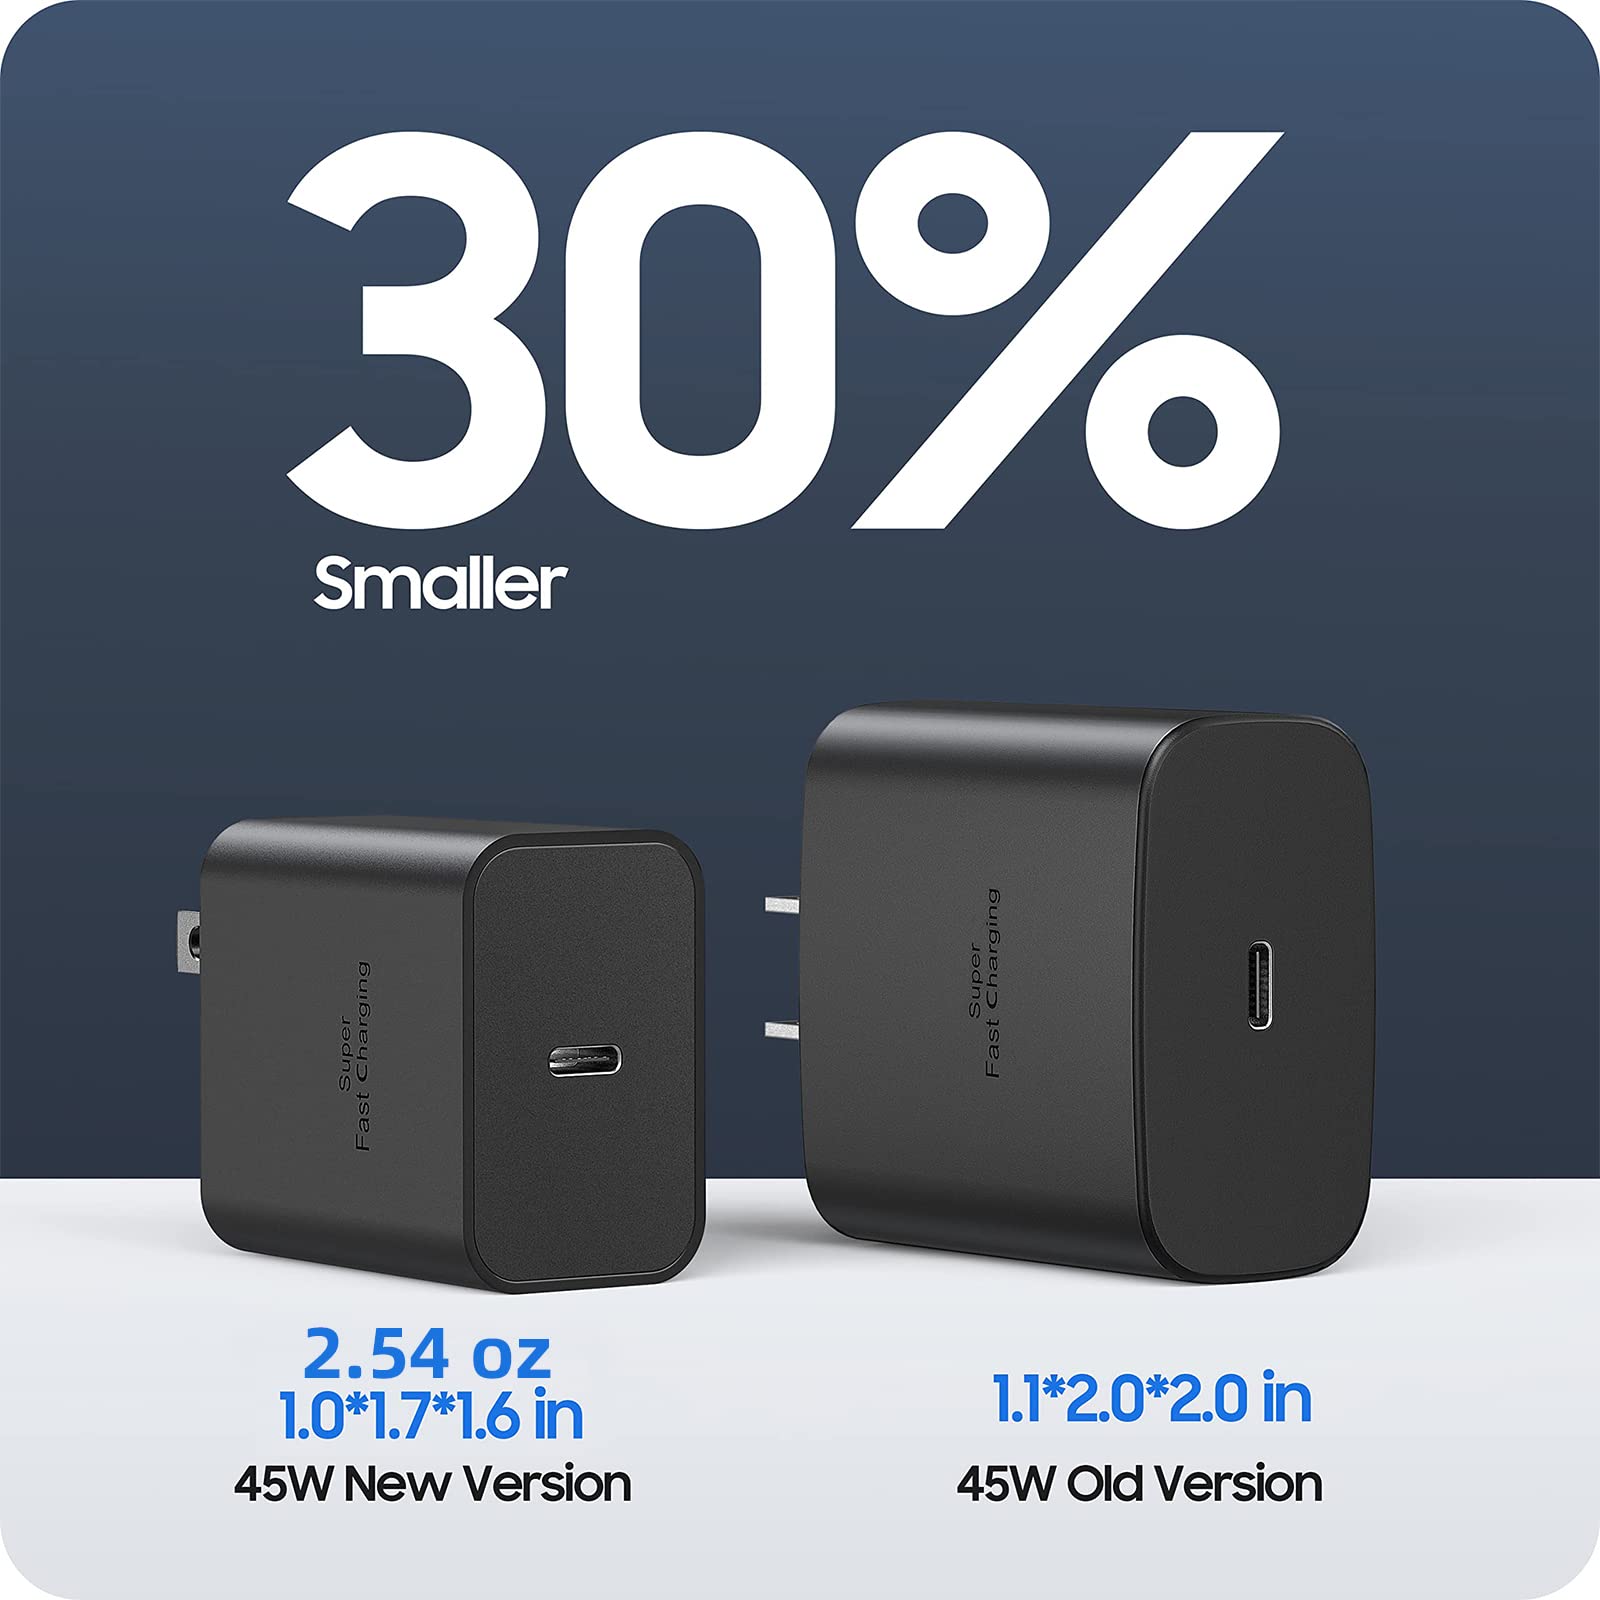 30%
Smaller
Super
Fast Charging
Super
Fast Charging
2.54 oz
1.0*1.7*1.6 in
45W New Version
1.1*2.0*2.0 in
45W Old Version